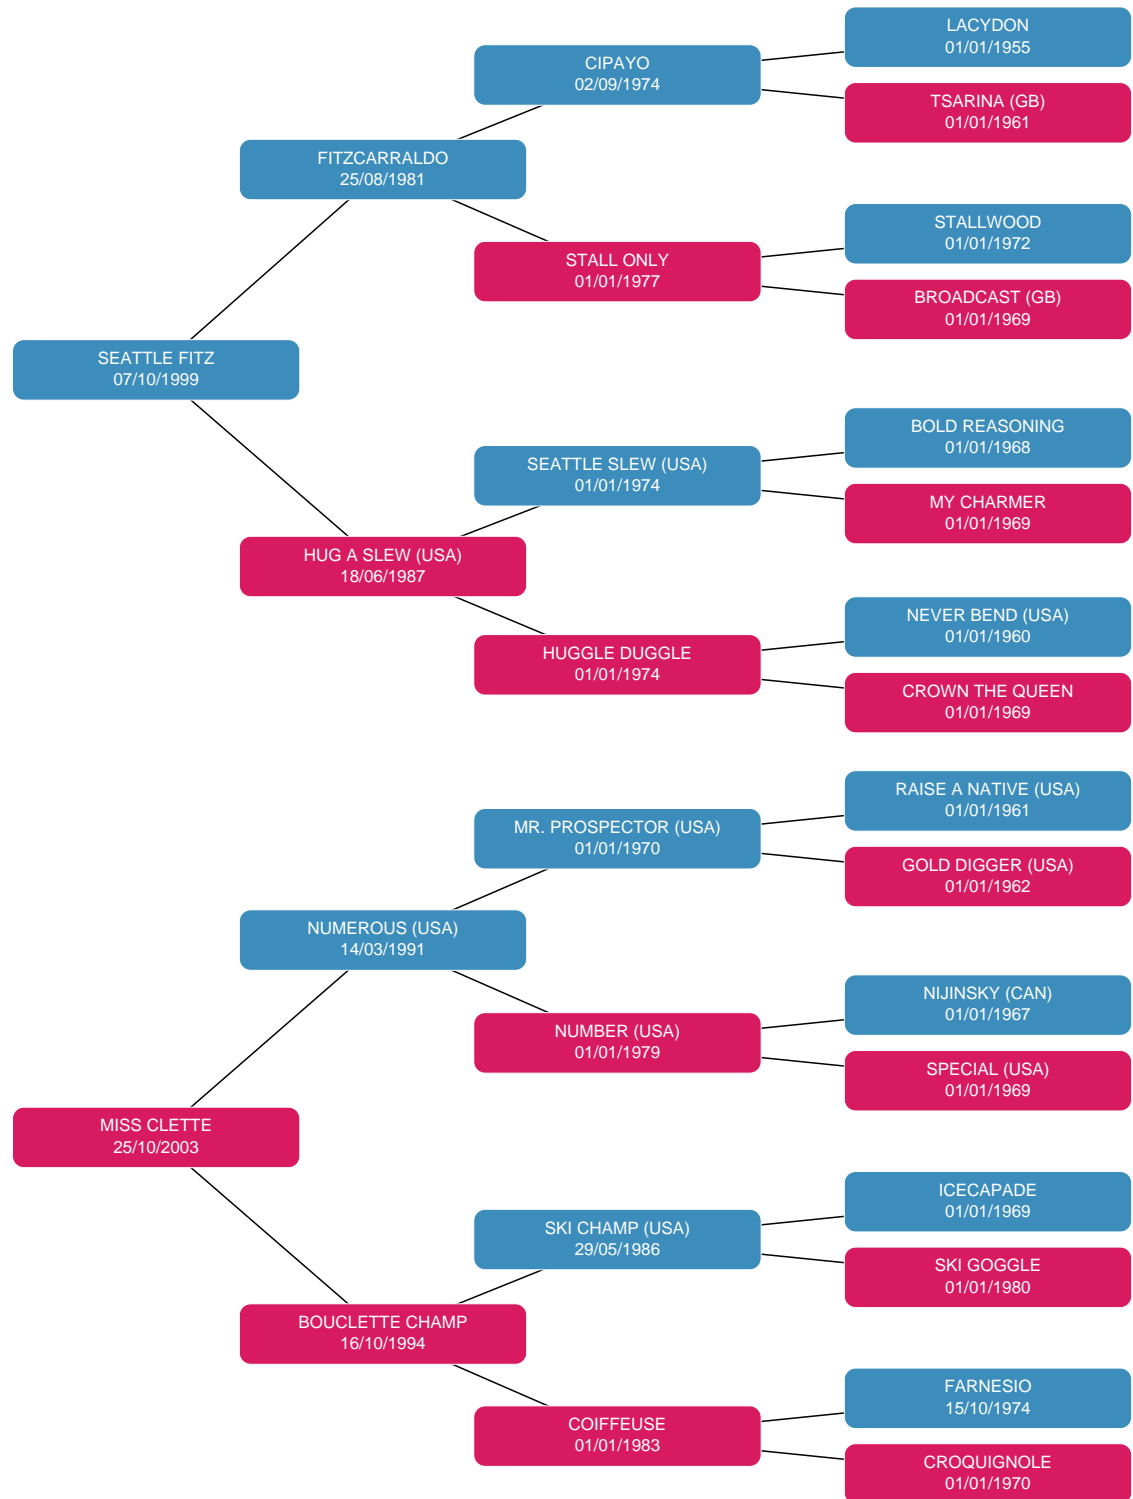 LACYDON
01/01/1955
CIPAYO
02/09/1974
TSARINA (GB)
01/01/1961
FITZCARRALDO
25/08/1981
STALLWOOD
01/01/1972
STALL ONLY
01/01/1977
BROADCAST (GB)
01/01/1969
SEATTLE FITZ
07/10/1999
BOLD REASONING
01/01/1968
SEATTLE SLEW (USA)
01/01/1974
MY CHARMER
01/01/1969
HUG A SLEW (USA)
18/06/1987
NEVER BEND (USA)
01/01/1960
HUGGLE DUGGLE
01/01/1974
CROWN THE QUEEN
01/01/1969
RAISE A NATIVE (USA)
01/01/1961
MR. PROSPECTOR (USA)
01/01/1970
GOLD DIGGER (USA)
01/01/1962
NUMEROUS (USA)
14/03/1991
NIJINSKY (CAN)
01/01/1967
NUMBER (USA)
01/01/1979
SPECIAL (USA)
01/01/1969
MISS CLETTE
25/10/2003
ICECAPADE
01/01/1969
SKI CHAMP (USA)
29/05/1986
SKI GOGGLE
01/01/1980
BOUCLETTE CHAMP
16/10/1994
FARNESIO
15/10/1974
COIFFEUSE
01/01/1983
CROQUIGNOLE
01/01/1970